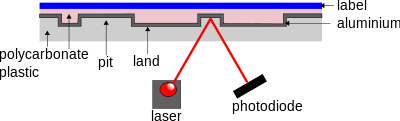 label
aluminium
polycarbonate
plastic
pit
land
laser
photodiode